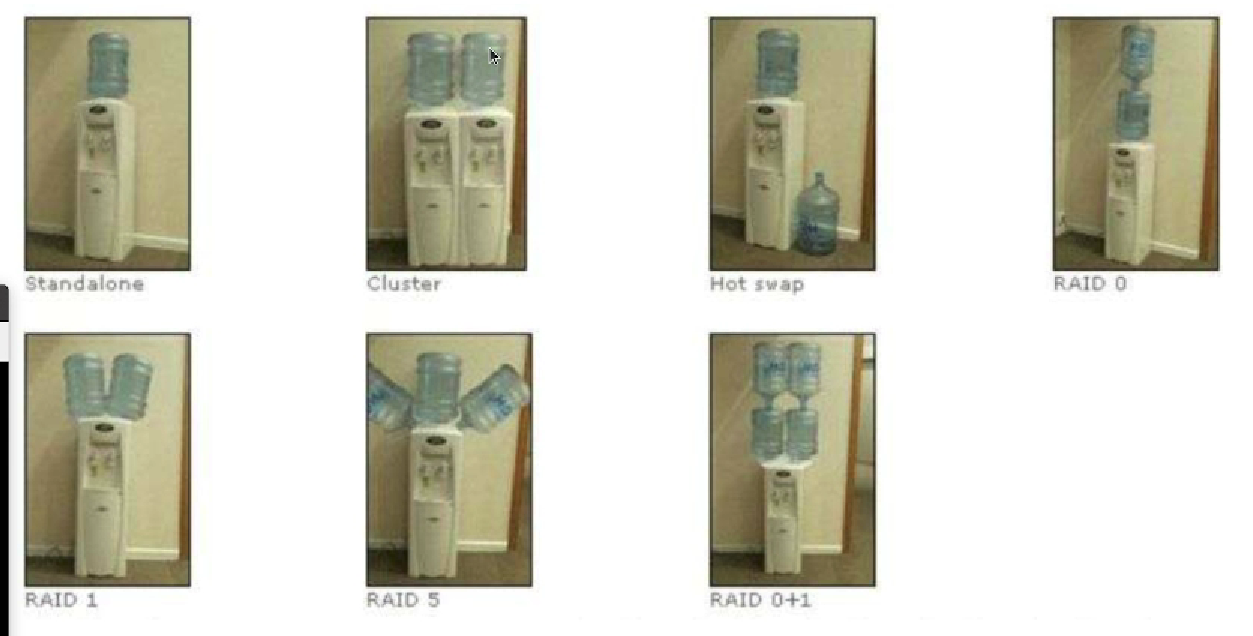 Standalone
Cluster
Hot swap
RAID 0
RAID 1
RAID 5
RAID 0+1